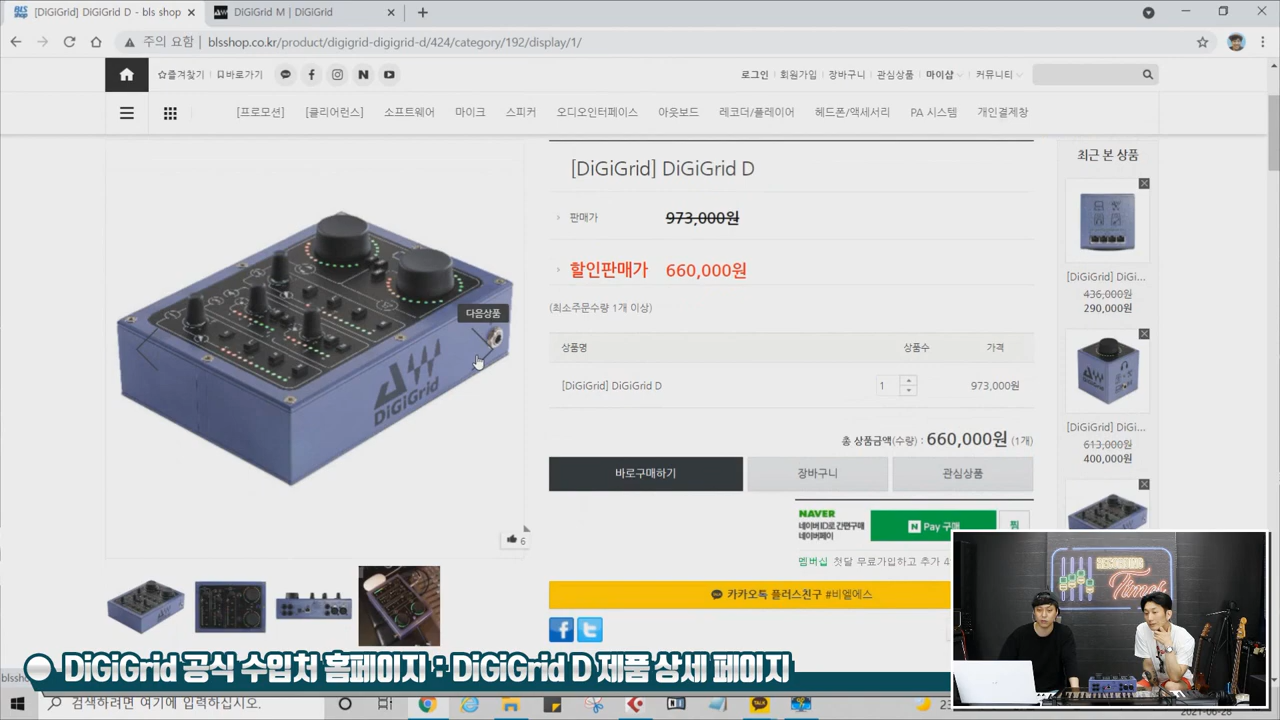 [DiGiGrid] DiGiGrid D - bls shop
DiGiGrid M | DiGiGrid
주의 요함
blsshop.co.kr/product/digigrid-digigrid-d/424/category/192/display/1/
즐겨찾기
바로가기
로그인
회원가입
장바구니
관심상품
마이샵
커뮤니티
[프로모션]
[클리어런스]
소프트웨어
마이크
스피커
오디오인터페이스
아웃보드
레코더/플레이어
헤드폰/액세서리
PA 시스템
개인결제창
[DiGiGrid] DiGiGrid D
판매가 973,000원
할인판매가 660,000원
(최소주문수량 1개 이상)
상품명 상품수 가격
[DiGiGrid] DiGiGrid D 1 973,000원
총 상품금액(수량) : 660,000원 (1개)
바로구매하기
장바구니
관심상품
NAVER
네이버 ID로 간편구매
네이버페이
N Pay 구매
찜
멤버십 첫달 무료가입하고 추가 4
카카오톡 플러스친구 #비엘에스
다음상품
DiGiGrid
6
최근 본 상품
[DiGiGrid] DiGi...
436,000원
290,000원
[DiGiGrid] DiGi...
613,000원
400,000원
Times
DiGiGrid 공식 수입처 홈페이지 : DiGiGrid D 제품 상세 페이지
blssho
검색하려면 여기에 입력하십시오.
TALK
2021-06-28